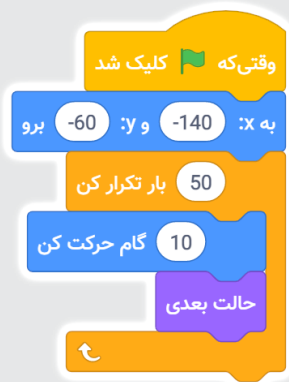 وقتی‌که کلیک شد
به x: -140 و y: -60 برو
50 بار تکرار کن
10 گام حرکت کن
حالت بعدی